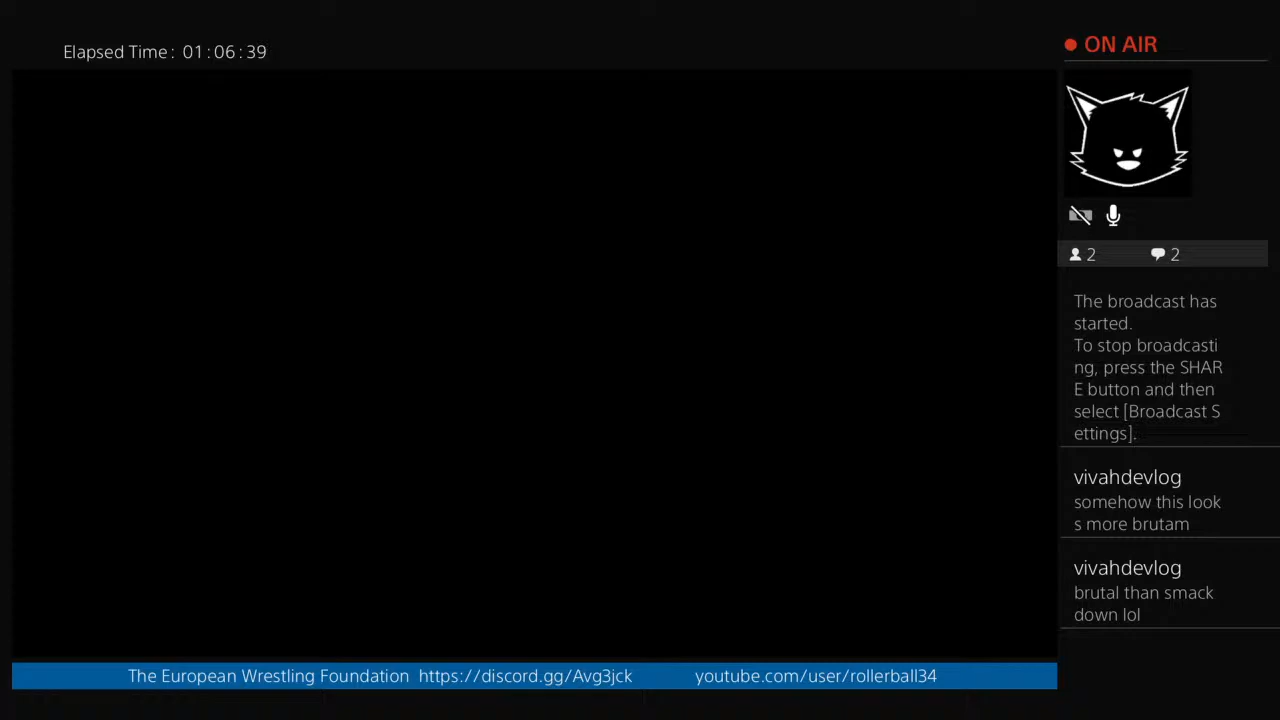 Elapsed Time: 01:06:39
ON AIR
2 2
The broadcast has
started.
To stop broadcasti
ng, press the SHAR
E button and then
select [Broadcast S
ettings].
vivahdevlog
somehow this look
s more brutam
vivahdevlog
brutal than smack
down lol
The European Wrestling Foundation https://discord.gg/Avg3jck youtube.com/user/rollerball34